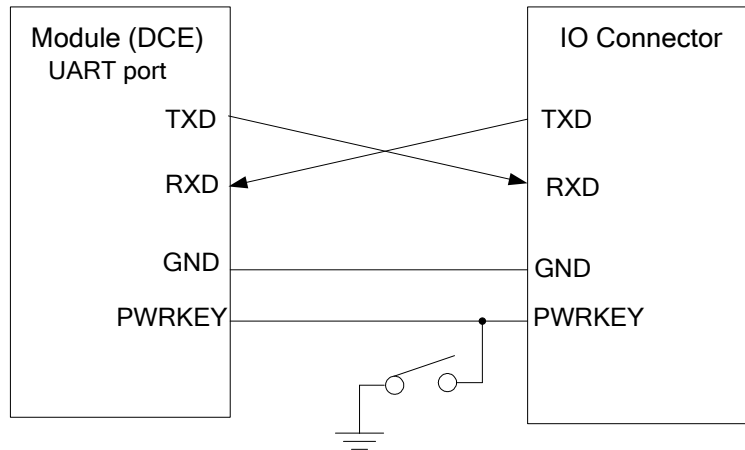 Module (DCE)
UART port
TXD
RXD
GND
PWRKEY
IO Connector
TXD
RXD
GND
PWRKEY